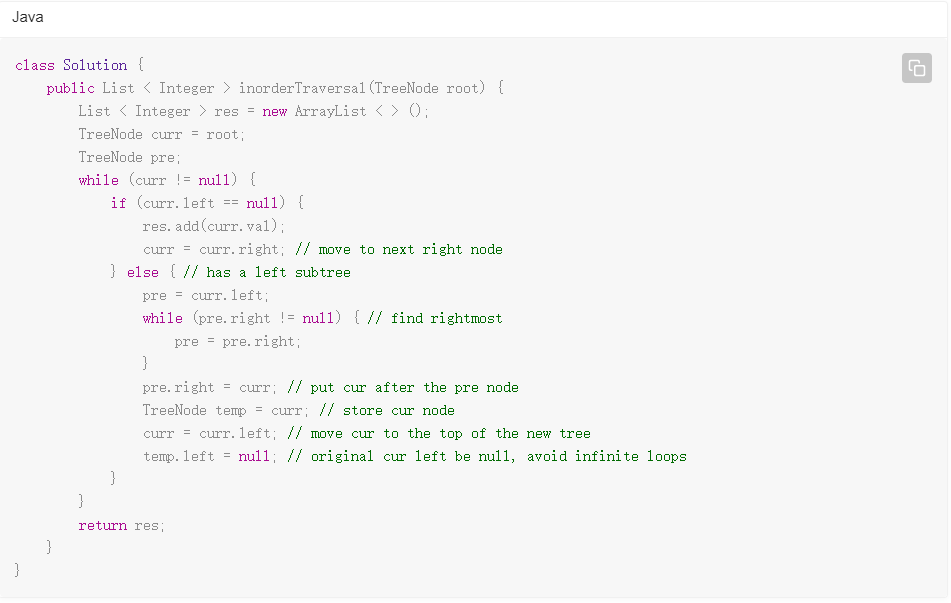 Java
class Solution {
    public List < Integer > inorderTraversal(TreeNode root) {
        List < Integer > res = new ArrayList < > ();
        TreeNode curr = root;
        TreeNode pre;
        while (curr != null) {
            if (curr.left == null) {
                res.add(curr.val);
                curr = curr.right; // move to next right node
            } else { // has a left subtree
                pre = curr.left;
                while (pre.right != null) { // find rightmost
                    pre = pre.right;
                }
                pre.right = curr; // put cur after the pre node
                TreeNode temp = curr; // store cur node
                curr = curr.left; // move cur to the top of the new tree
                temp.left = null; // original cur left be null, avoid infinite loops
            }
        }
        return res;
    }
}